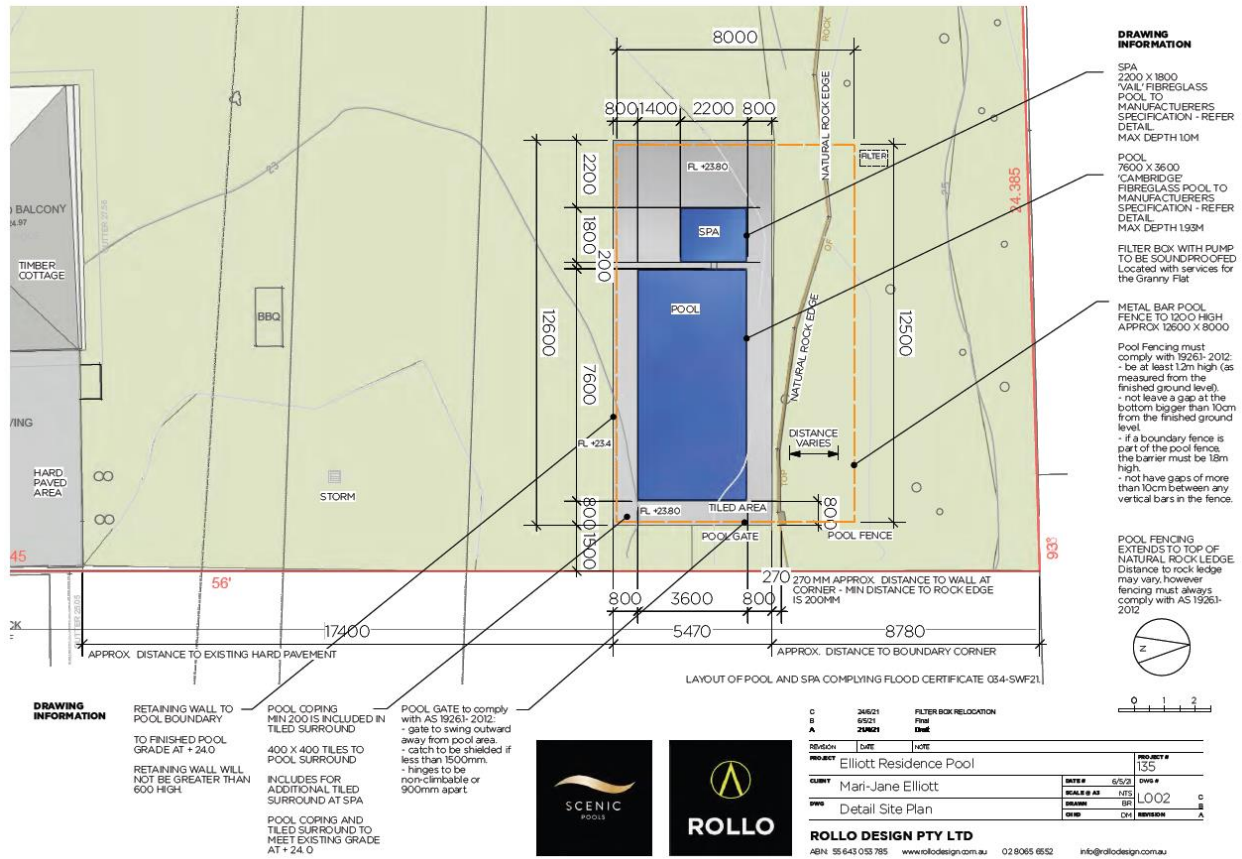 8000
800
1400
2200
800
ROCK
NATURAL ROCK EDGE
FILTER
FL +23.80
2200
1800
200
SPA
OF
24.385
23
25
BALCONY
24.97
GUTTER 27.56
TIMBER
COTTAGE
BBQ
POOL
12600
12500
7600
NATURAL ROCK EDGE
DISTANCE
VARIES
FL +23.4
TOP
HARD
PAVED
AREA
STORM
FL +23.80
TILED AREA
800
800
1500
POOL GATE
POOL FENCE
93°
45
56'
270
270 MM APPROX. DISTANCE TO WALL AT
CORNER - MIN DISTANCE TO ROCK EDGE
IS 200MM
800
3600
800
17400
5470
8780
APPROX. DISTANCE TO EXISTING HARD PAVEMENT
APPROX. DISTANCE TO BOUNDARY CORNER
LAYOUT OF POOL AND SPA COMPLYING FLOOD CERTIFICATE 034-SWF21
DRAWING
INFORMATION
SPA
2200 X 1800
'VAIL' FIBREGLASS
POOL TO
MANUFACTUERERS
SPECIFICATION - REFER
DETAIL.
MAX DEPTH 1.0M
POOL
7600 X 3600
'CAMBRIDGE'
FIBREGLASS POOL TO
MANUFACTUERERS
SPECIFICATION - REFER
DETAIL.
MAX DEPTH 1.93M
FILTER BOX WITH PUMP
TO BE SOUNDPROOFED
Located with services for
the Granny Flat
METAL BAR POOL
FENCE TO 1200 HIGH
APPROX 12600 X 8000
Pool Fencing must
comply with 1926.1- 2012:
- be at least 1.2m high (as
measured from the
finished ground level).
- not leave a gap at the
bottom bigger than 10cm
from the finished ground
level.
- if a boundary fence is
part of the pool fence,
the barrier must be 1.8m
high.
- not have gaps of more
than 10cm between any
vertical bars in the fence.
POOL FENCING
EXTENDS TO TOP OF
NATURAL ROCK LEDGE.
Distance to rock ledge
may vary, however
fencing must always
comply with AS 1926.1-
2012
N
0 1 2
DRAWING
INFORMATION
RETAINING WALL TO
POOL BOUNDARY
TO FINISHED POOL
GRADE AT + 24.0
RETAINING WALL WILL
NOT BE GREATER THAN
600 HIGH.
POOL COPING
MIN 200 IS INCLUDED IN
TILED SURROUND
400 X 400 TILES TO
POOL SURROUND
INCLUDES FOR
ADDITIONAL TILED
SURROUND AT SPA
POOL COPING AND
TILED SURROUND TO
MEET EXISTING GRADE
AT + 24. 0
POOL GATE to comply
with AS 1926.1- 2012:
- gate to swing outward
away from pool area.
- catch to be shielded if
less than 1500mm.
- hinges to be
non-climbable or
900mm apart.
SCENIC
POOLS
ROLLO
C 24/6/21 FILTER BOX RELOCATION
B 6/5/21 Final
A Draft
REVISION DATE NOTE
PROJECT Elliott Residence Pool PROJECT # 135
CLIENT Mari-Jane Elliott DATE # 6/5/21 DWG # L002
SCALE @ A3 NTS
DWG Detail Site Plan DRAWN BR
CHKD DM REVISION C B A
ROLLO DESIGN PTY LTD
ABN: 55 643 053 785 www.rollodesign.com.au 02 8065 6552 info@rollodesign.com.au